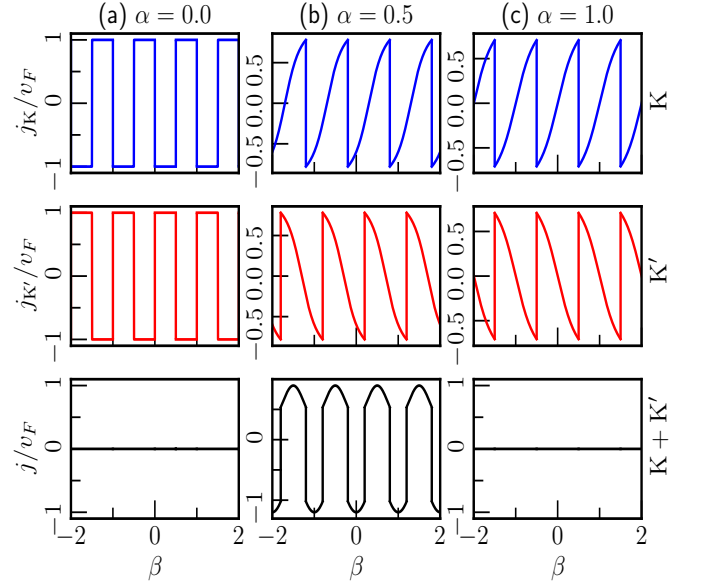 (a) α = 0.0 (b) α = 0.5 (c) α = 1.0
j_K/v_F 1 0 −1 0.5 0.0 −0.5 0.5 0.0 −0.5 K
j_K′/v_F 1 0 −1 0.5 0.0 −0.5 0.5 0.0 −0.5 K′
j/v_F 1 0 −1 0 −1 1 0 −1 K + K′
−2 0 2 −2 0 2 −2 0 2
β β β